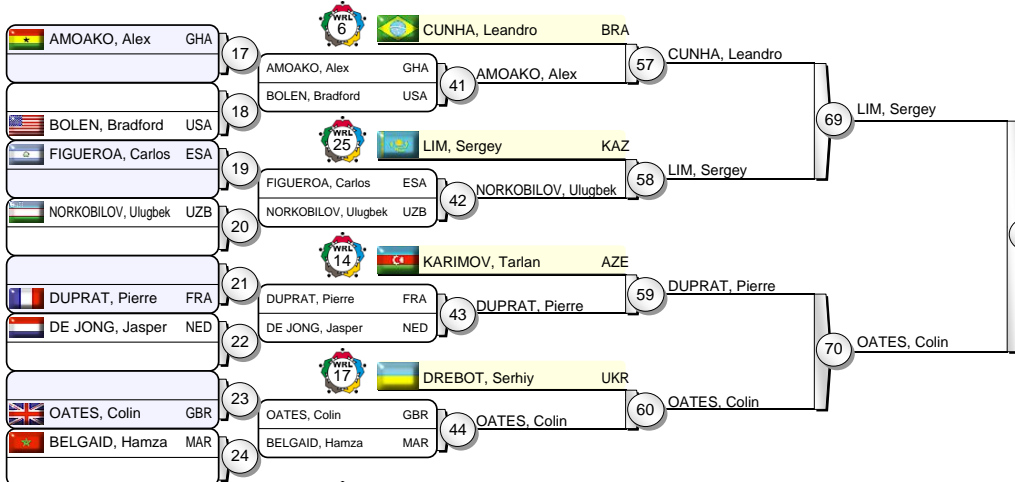 AMOAKO, Alex GHA
17
BOLEN, Bradford USA
18
FIGUEROA, Carlos ESA
19
NORKOBILOV, Ulugbek UZB
20
DUPRAT, Pierre FRA
21
DE JONG, Jasper NED
22
OATES, Colin GBR
23
BELGAID, Hamza MAR
24
WRL 6
CUNHA, Leandro BRA
AMOAKO, Alex GHA
BOLEN, Bradford USA
41
AMOAKO, Alex
WRL 25
LIM, Sergey KAZ
FIGUEROA, Carlos ESA
NORKOBILOV, Ulugbek UZB
42
NORKOBILOV, Ulugbek
WRL 14
KARIMOV, Tarlan AZE
DUPRAT, Pierre FRA
DE JONG, Jasper NED
43
DUPRAT, Pierre
WRL 17
DREBOT, Serhiy UKR
OATES, Colin GBR
BELGAID, Hamza MAR
44
OATES, Colin
57
CUNHA, Leandro
58
LIM, Sergey
59
DUPRAT, Pierre
60
OATES, Colin
69
LIM, Sergey
70
OATES, Colin